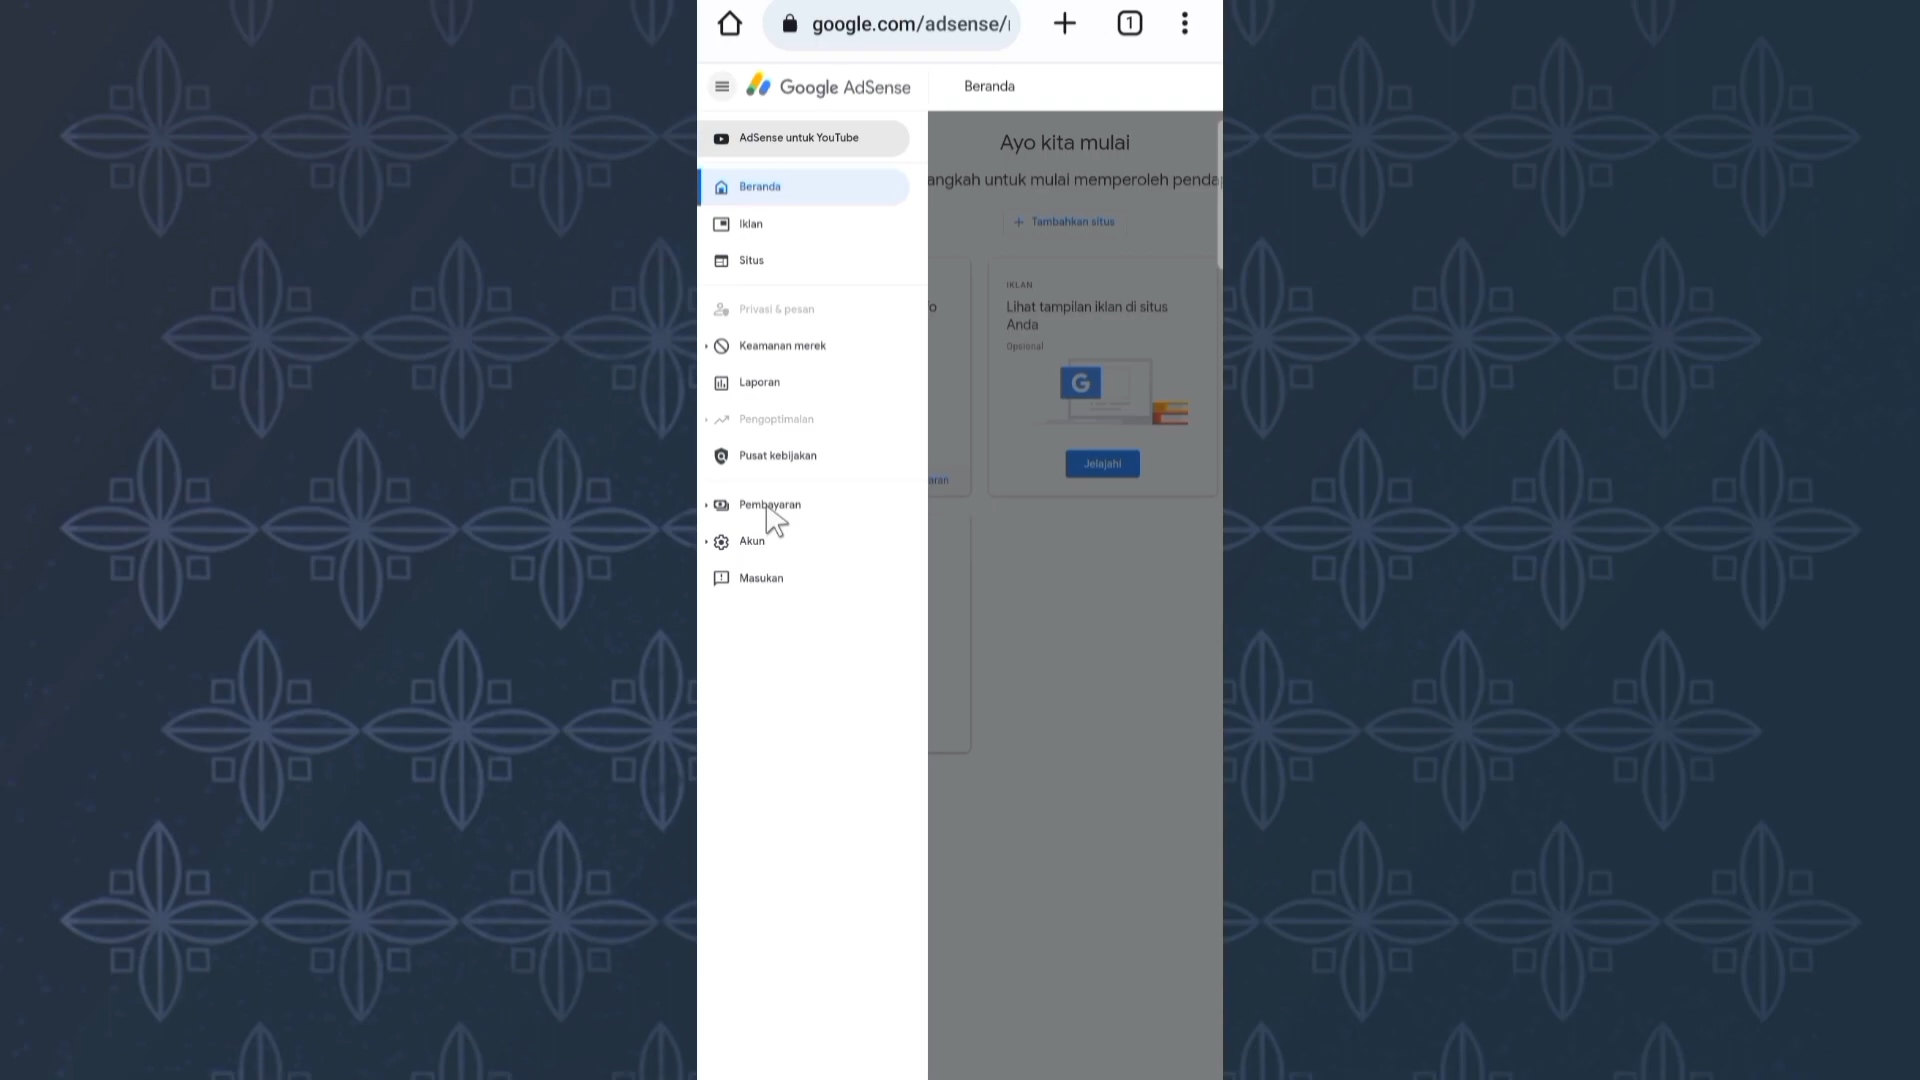 google.com/adsense/
1
Google AdSense
Beranda
AdSense untuk YouTube
Beranda
Iklan
Situs
Privasi & pesan
Keamanan merek
Laporan
Pengoptimalan
Pusat kebijakan
Pembayaran
Akun
Masukan
Ayo kita mulai
angkah untuk mulai memperoleh penda
+ Tambahkan situs
IKLAN
Lihat tampilan iklan di situs
Anda
Opsional
G
Jelajahi
aran